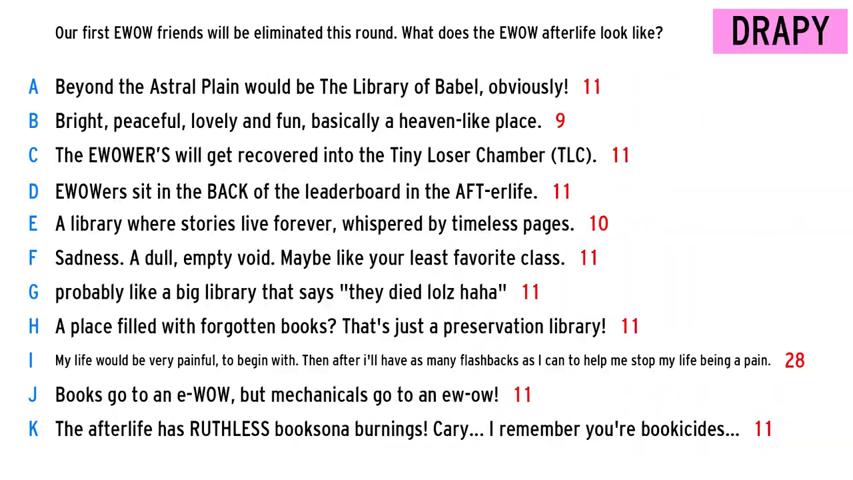 Our first EWOW friends will be eliminated this round. What does the EWOW afterlife look like?
DRAPY
A Beyond the Astral Plain would be The Library of Babel, obviously! 11
B Bright, peaceful, lovely and fun, basically a heaven-like place. 9
C The EWOWER'S will get recovered into the Tiny Loser Chamber (TLC). 11
D EWOWers sit in the BACK of the leaderboard in the AFT-erlife. 11
E A library where stories live forever, whispered by timeless pages. 10
F Sadness. A dull, empty void. Maybe like your least favorite class. 11
G probably like a big library that says "they died lolz haha" 11
H A place filled with forgotten books? That's just a preservation library! 11
I My life would be very painful, to begin with. Then after i'll have as many flashbacks as I can to help me stop my life being a pain. 28
J Books go to an e-WOW, but mechanicals go to an ew-ow! 11
K The afterlife has RUTHLESS booksona burnings! Cary... I remember you're bookicides... 11